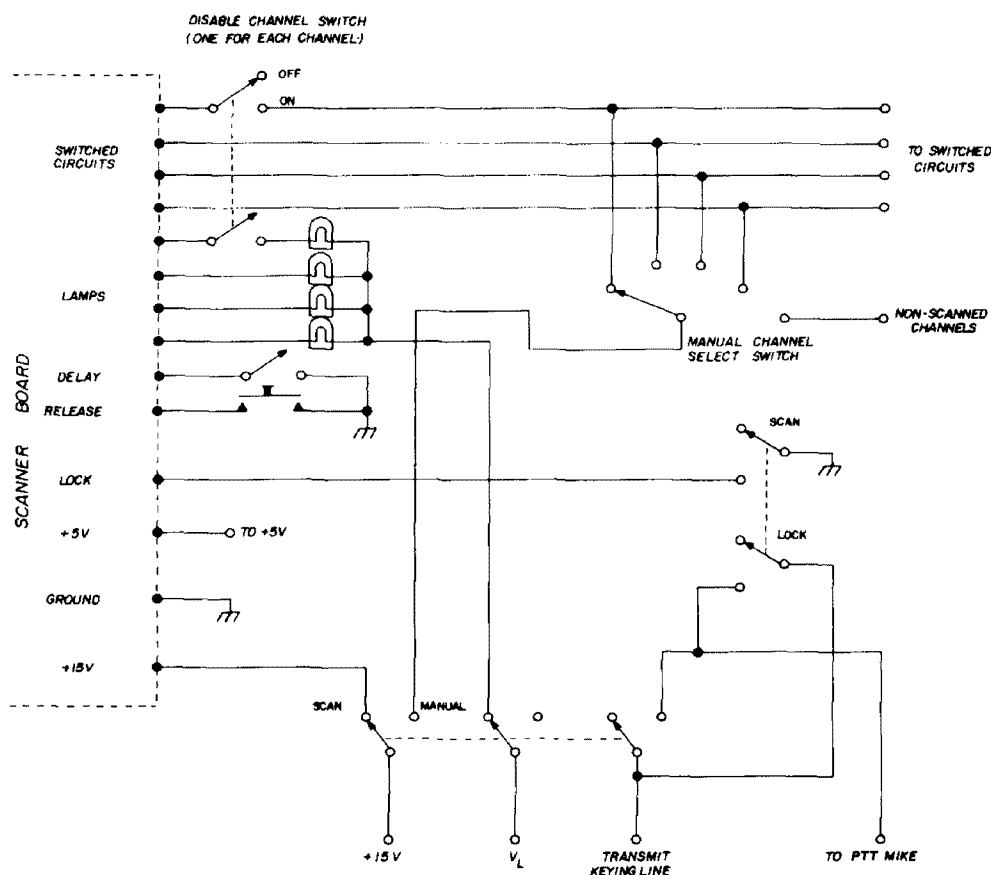 DISABLE CHANNEL SWITCH
(ONE FOR EACH CHANNEL)
OFF
ON
SWITCHED
CIRCUITS
TO SWITCHED
CIRCUITS
LAMPS
NON-SCANNED
CHANNELS
MANUAL CHANNEL
SELECT SWITCH
DELAY
RELEASE
SCANNER BOARD
SCAN
LOCK
+5V
TO +5V
LOCK
GROUND
+15V
SCAN
MANUAL
+15V
VL
TRANSMIT
KEYING LINE
TO PTT MIKE